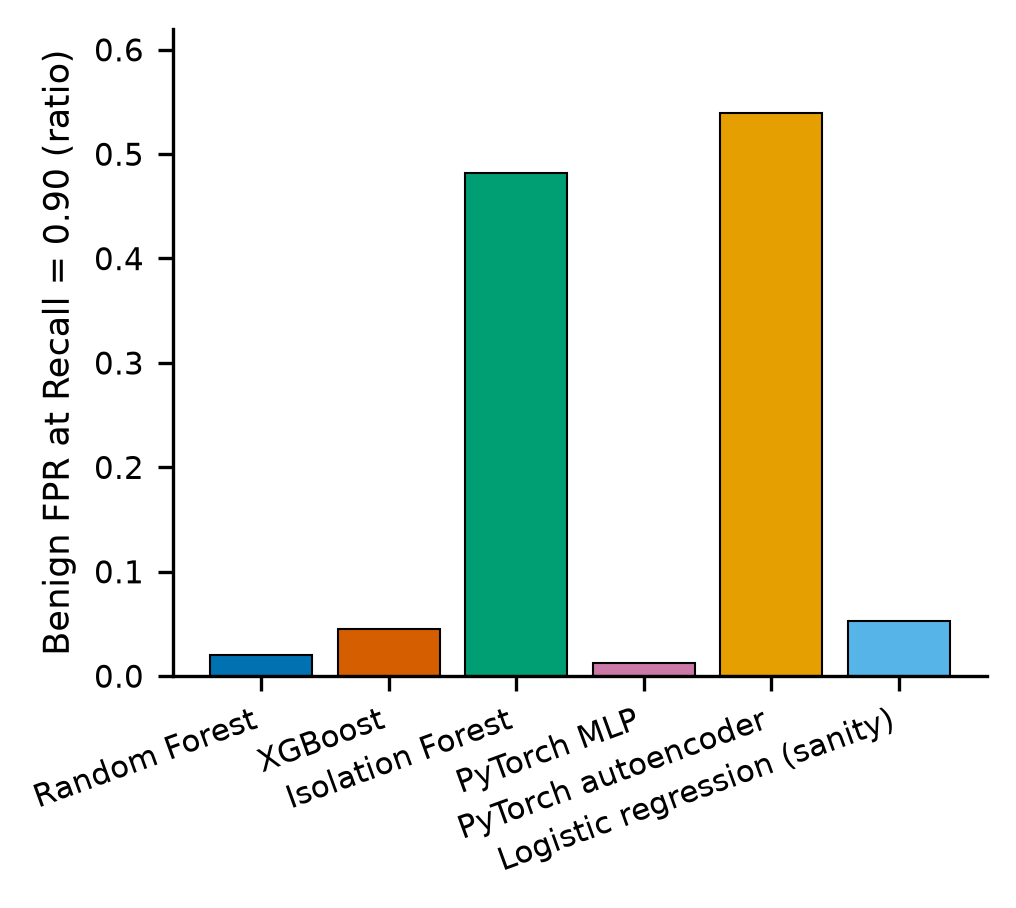 Benign FPR at Recall = 0.90 (ratio)
0.6
0.5
0.4
0.3
0.2
0.1
0.0
Random Forest
XGBoost
Isolation Forest
PyTorch MLP
PyTorch autoencoder
Logistic regression (sanity)